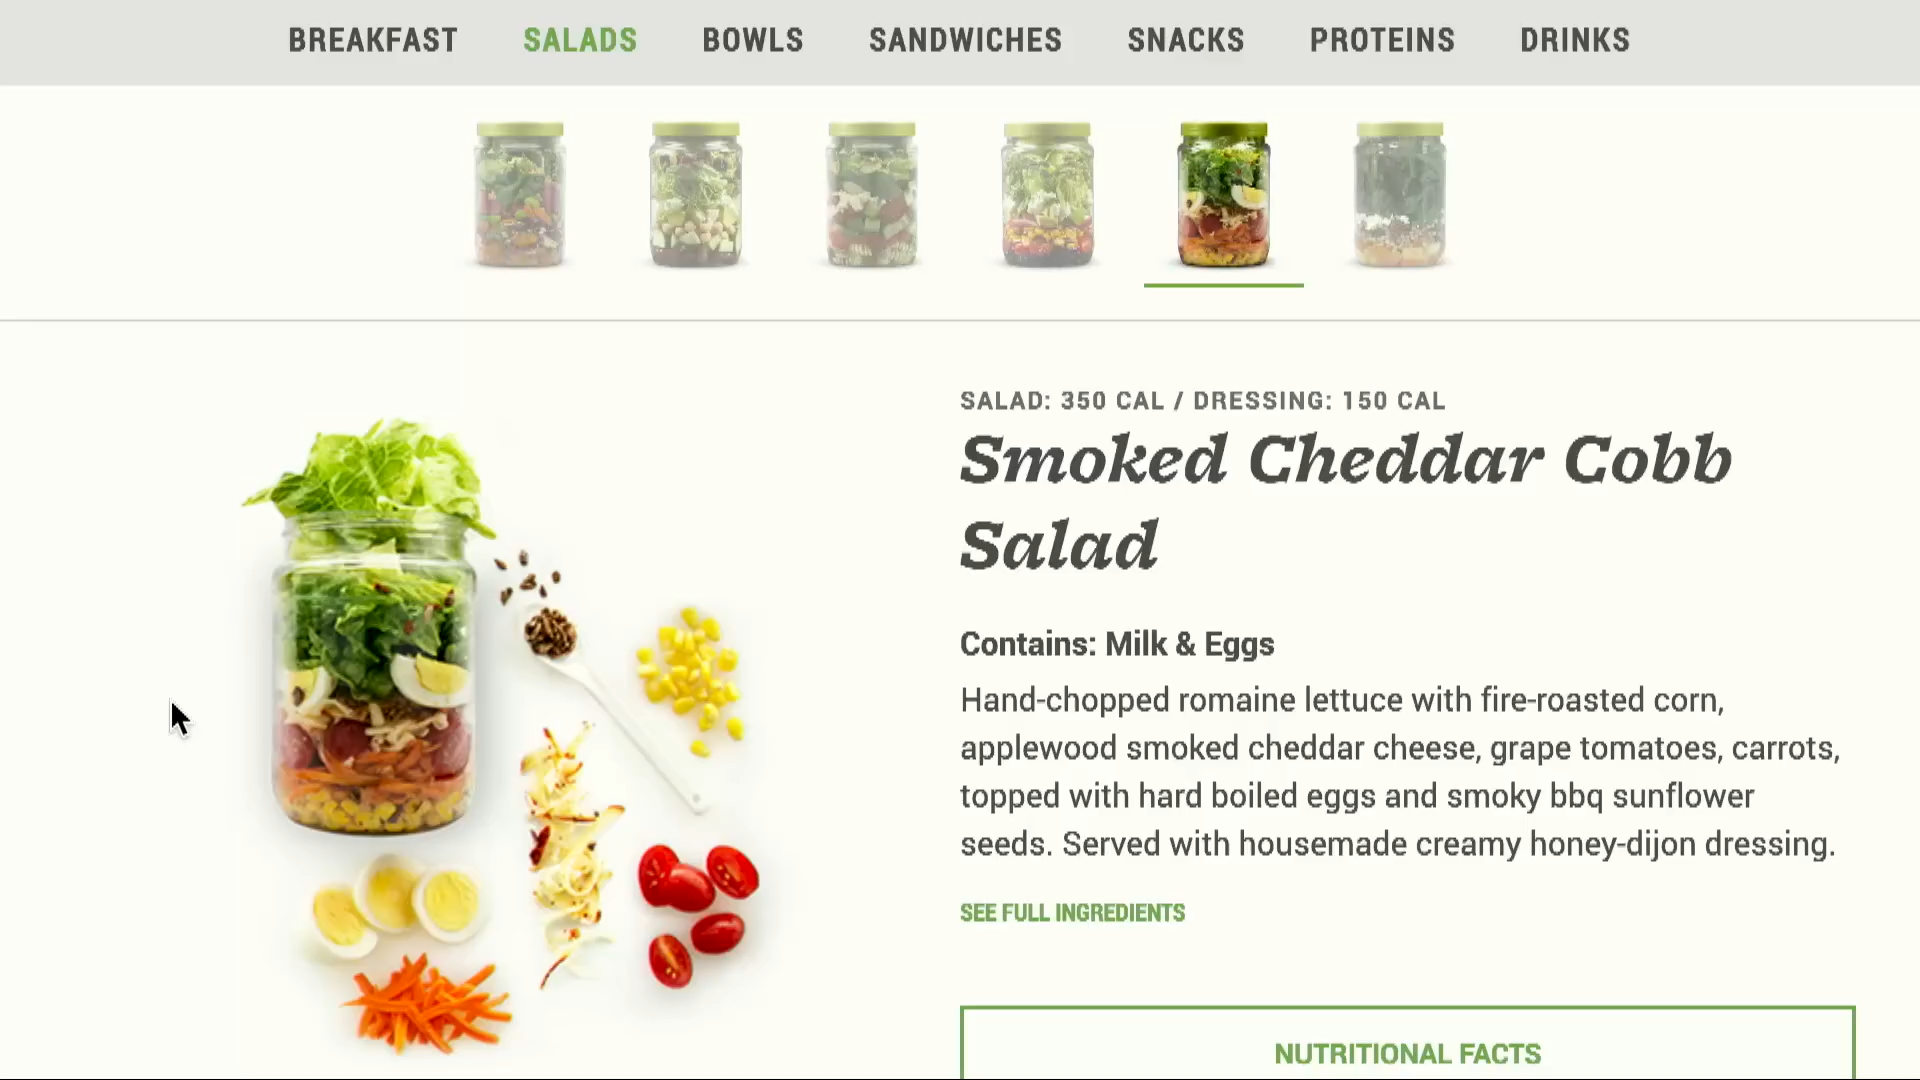 BREAKFAST SALADS BOWLS SANDWICHES SNACKS PROTEINS DRINKS
SALAD: 350 CAL / DRESSING: 150 CAL
Smoked Cheddar Cobb
Salad
Contains: Milk & Eggs
Hand-chopped romaine lettuce with fire-roasted corn,
applewood smoked cheddar cheese, grape tomatoes, carrots,
topped with hard boiled eggs and smoky bbq sunflower
seeds. Served with housemade creamy honey-dijon dressing.
SEE FULL INGREDIENTS
NUTRITIONAL FACTS